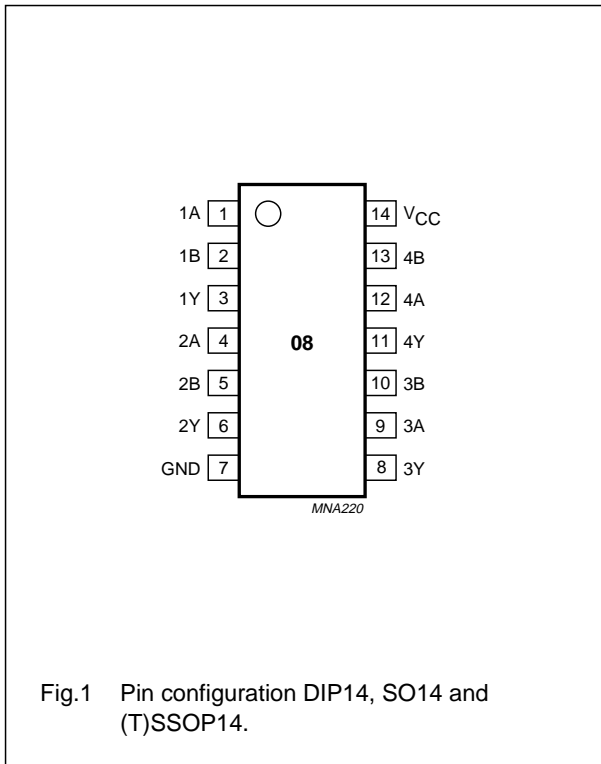 1A 1 14 VCC
1B 2 13 4B
1Y 3 12 4A
2A 4 08 11 4Y
2B 5 10 3B
2Y 6 9 3A
GND 7 8 3Y
MNA220
Fig.1 Pin configuration DIP14, SO14 and
(T)SSOP14.